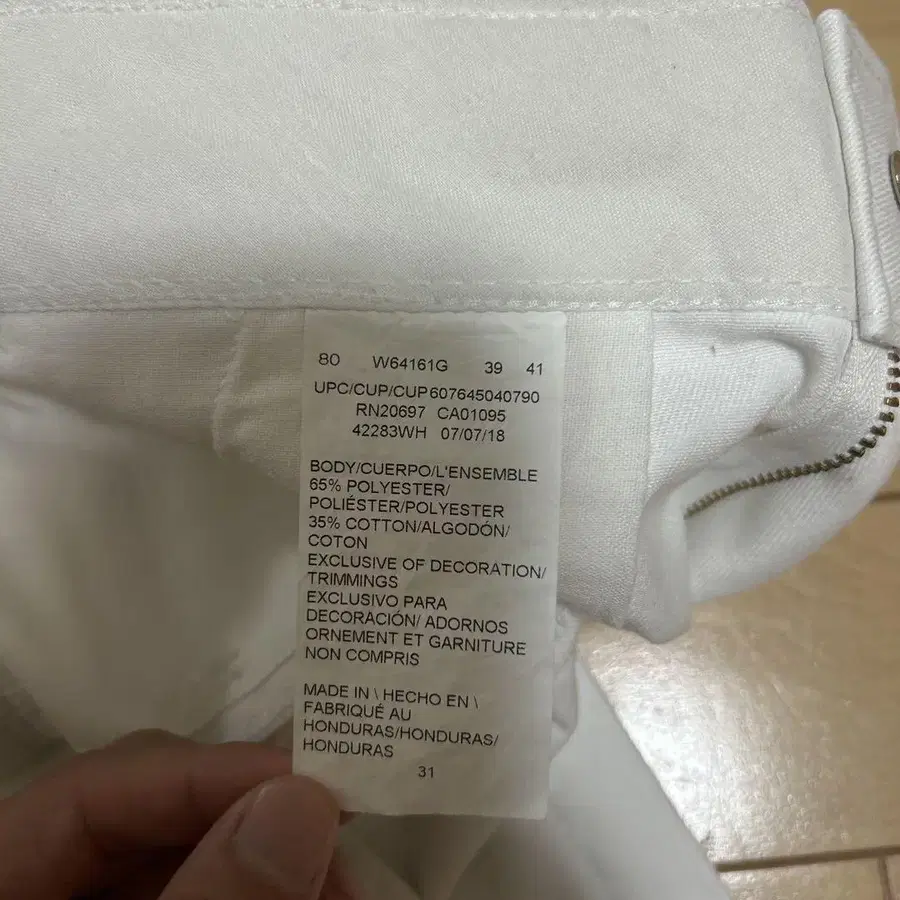 80 W64161G 39 41
UPC/CUP/CUP607645040790
RN20697 CA01095
42283WH 07/07/18
BODY/CUERPO/L'ENSEMBLE
65% POLYESTER/
POLIÉSTER/POLYESTER
35% COTTON/ALGODÓN/
COTON
EXCLUSIVE OF DECORATION/
TRIMMINGS
EXCLUSIVO PARA
DECORACIÓN/ ADORNOS
ORNEMENT ET GARNITURE
NON COMPRIS
MADE IN \ HECHO EN \
FABRIQUÉ AU
HONDURAS/HONDURAS/
HONDURAS
31